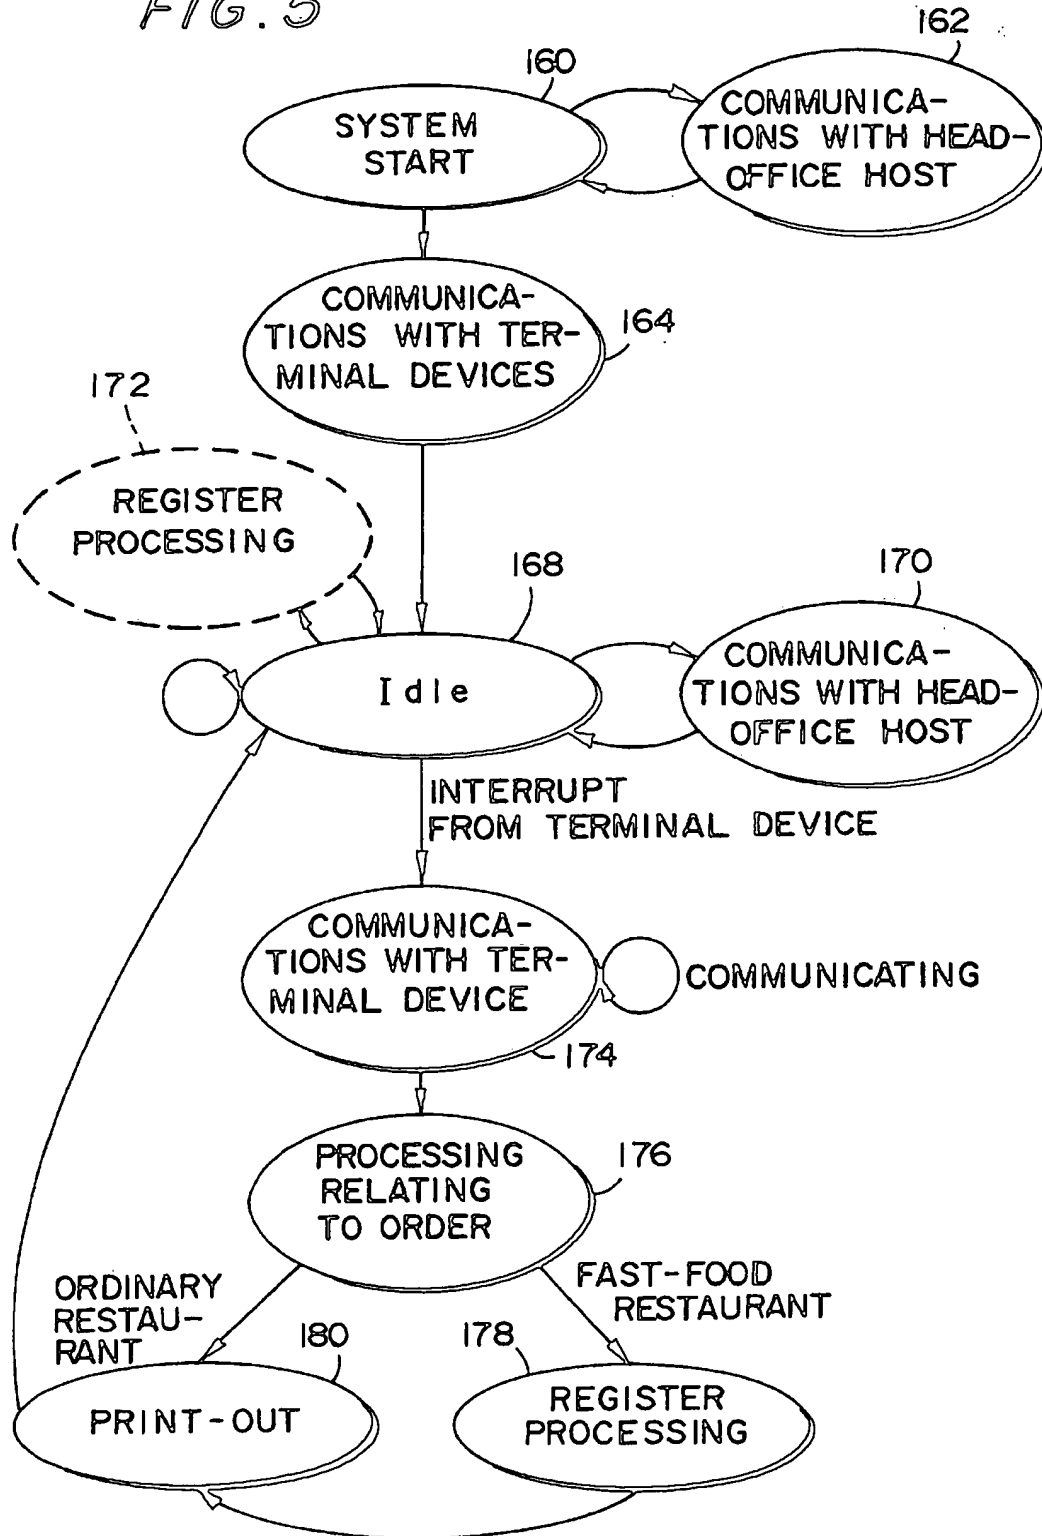 FIG. 5
162
160
SYSTEM
START
COMMUNICA-
TIONS WITH HEAD-
OFFICE HOST
COMMUNICA-
TIONS WITH TER-
MINAL DEVICES
164
172
REGISTER
PROCESSING
168
170
Idle
COMMUNICA-
TIONS WITH HEAD-
OFFICE HOST
INTERRUPT
FROM TERMINAL DEVICE
COMMUNICA-
TIONS WITH TER-
MINAL DEVICE
COMMUNICATING
174
PROCESSING
RELATING
TO ORDER
176
ORDINARY
RESTAU-
RANT
FAST-FOOD
RESTAURANT
180
178
PRINT-OUT
REGISTER
PROCESSING